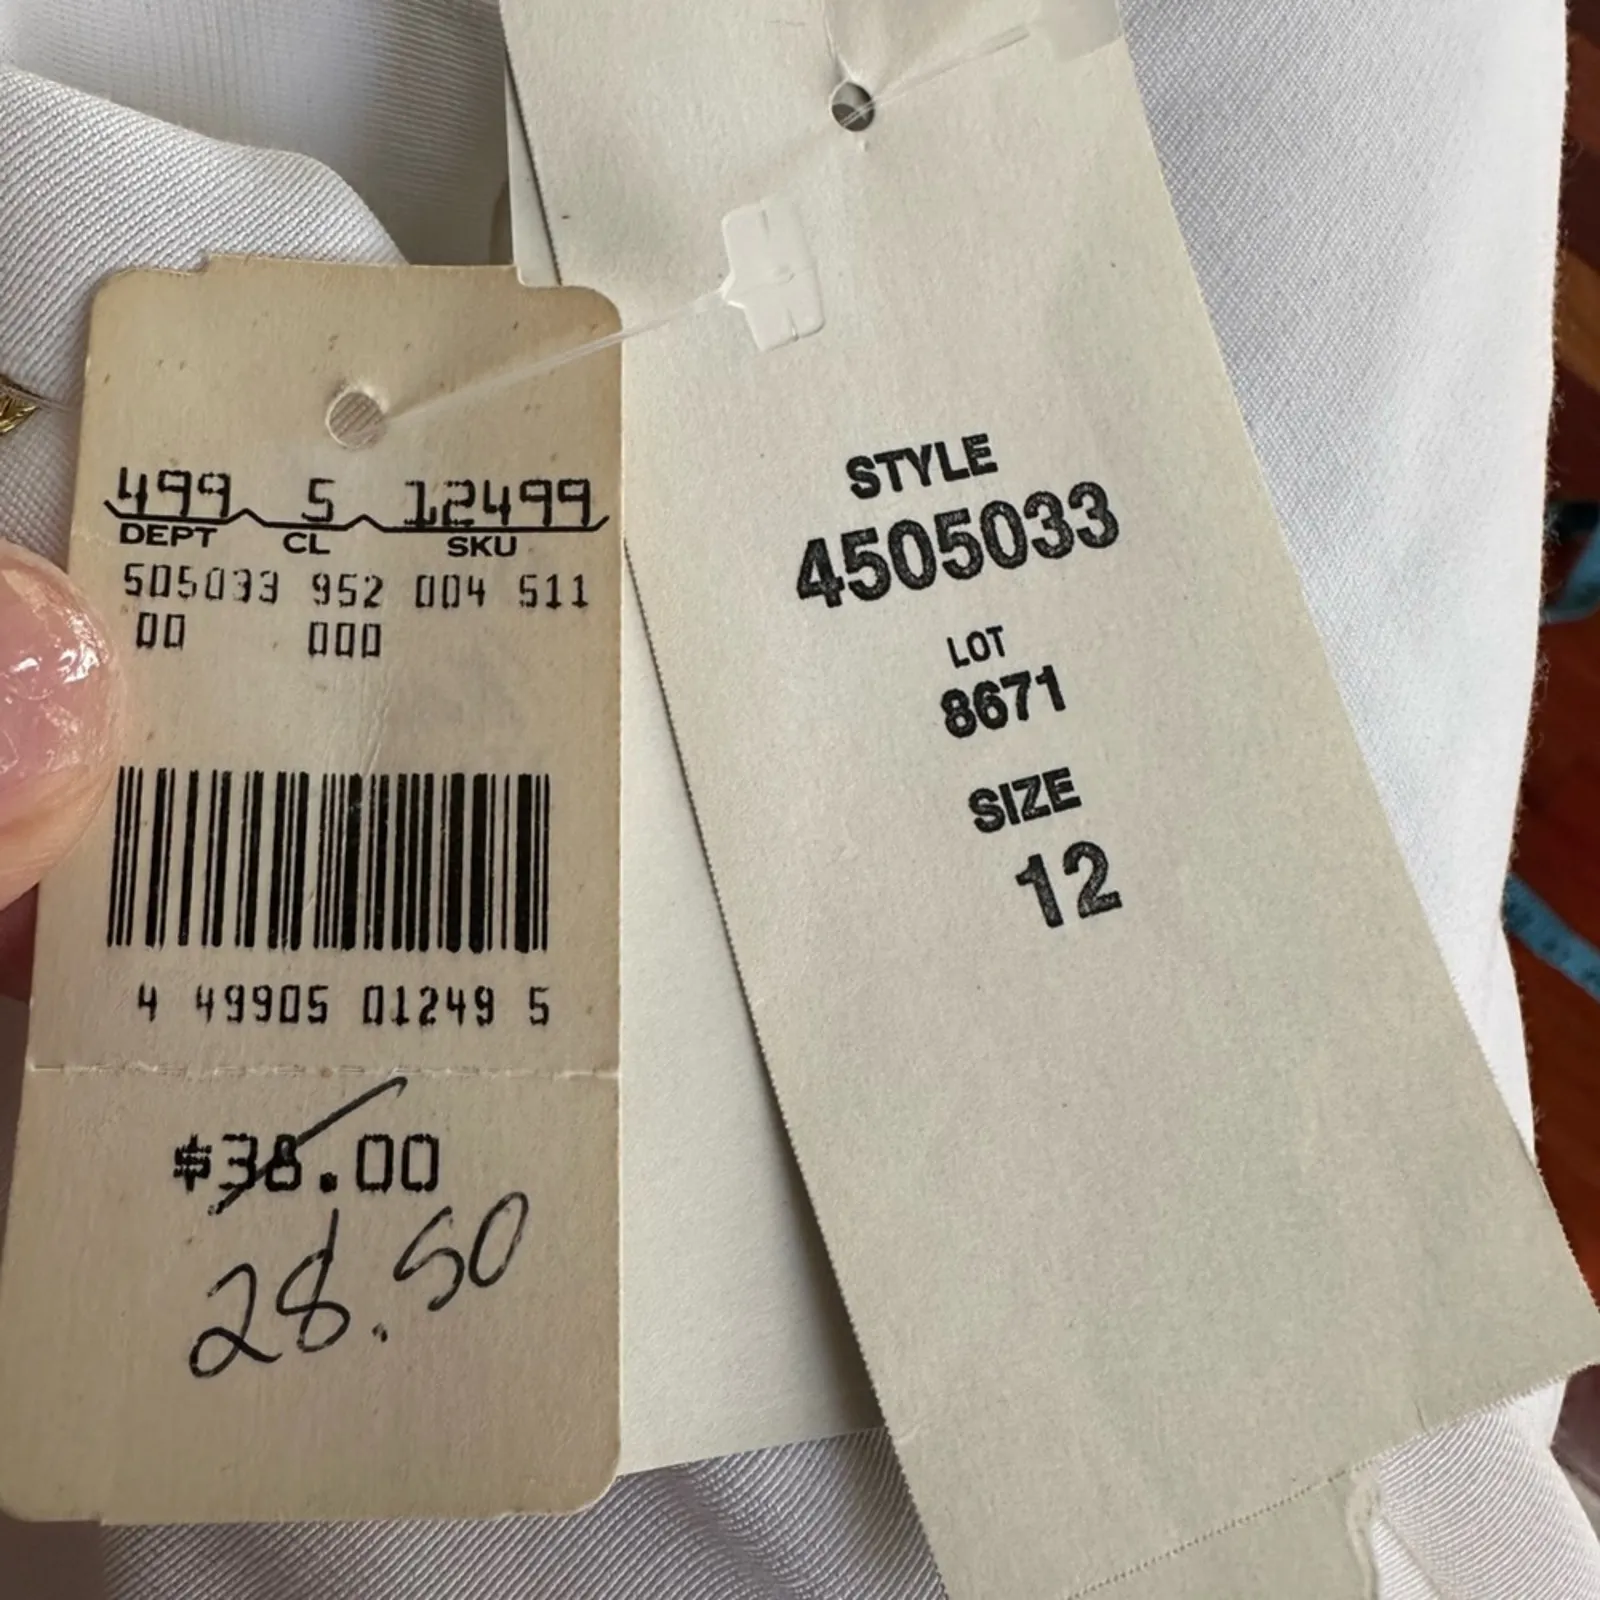 499 5 12499
DEPT CL SKU
505033 952 004 511
00 000
4 49905 01249 5
$38.00
28.50
STYLE
4505033
LOT
8671
SIZE
12